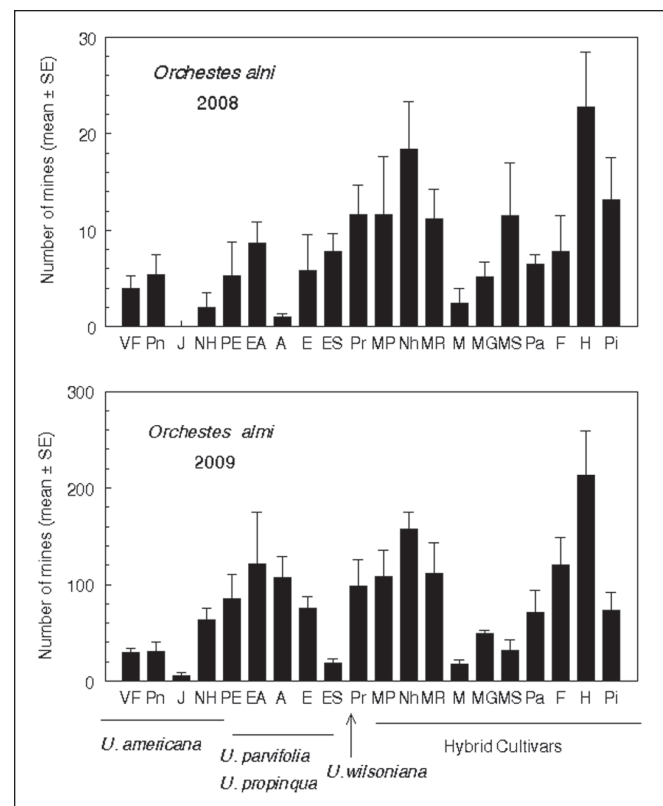 Orchestes alni
2008
Number of mines (mean ± SE)
30
20
10
0
VF Pn J NH PE EA A E ES Pr MP Nh MR M MG MS Pa F H Pi
Orchestes almi
2009
Number of mines (mean ± SE)
300
200
100
0
VF Pn J NH PE EA A E ES Pr MP Nh MR M MG MS Pa F H Pi
U. americana
U. parvifolia
U. propinqua
U. wilsoniana
Hybrid Cultivars